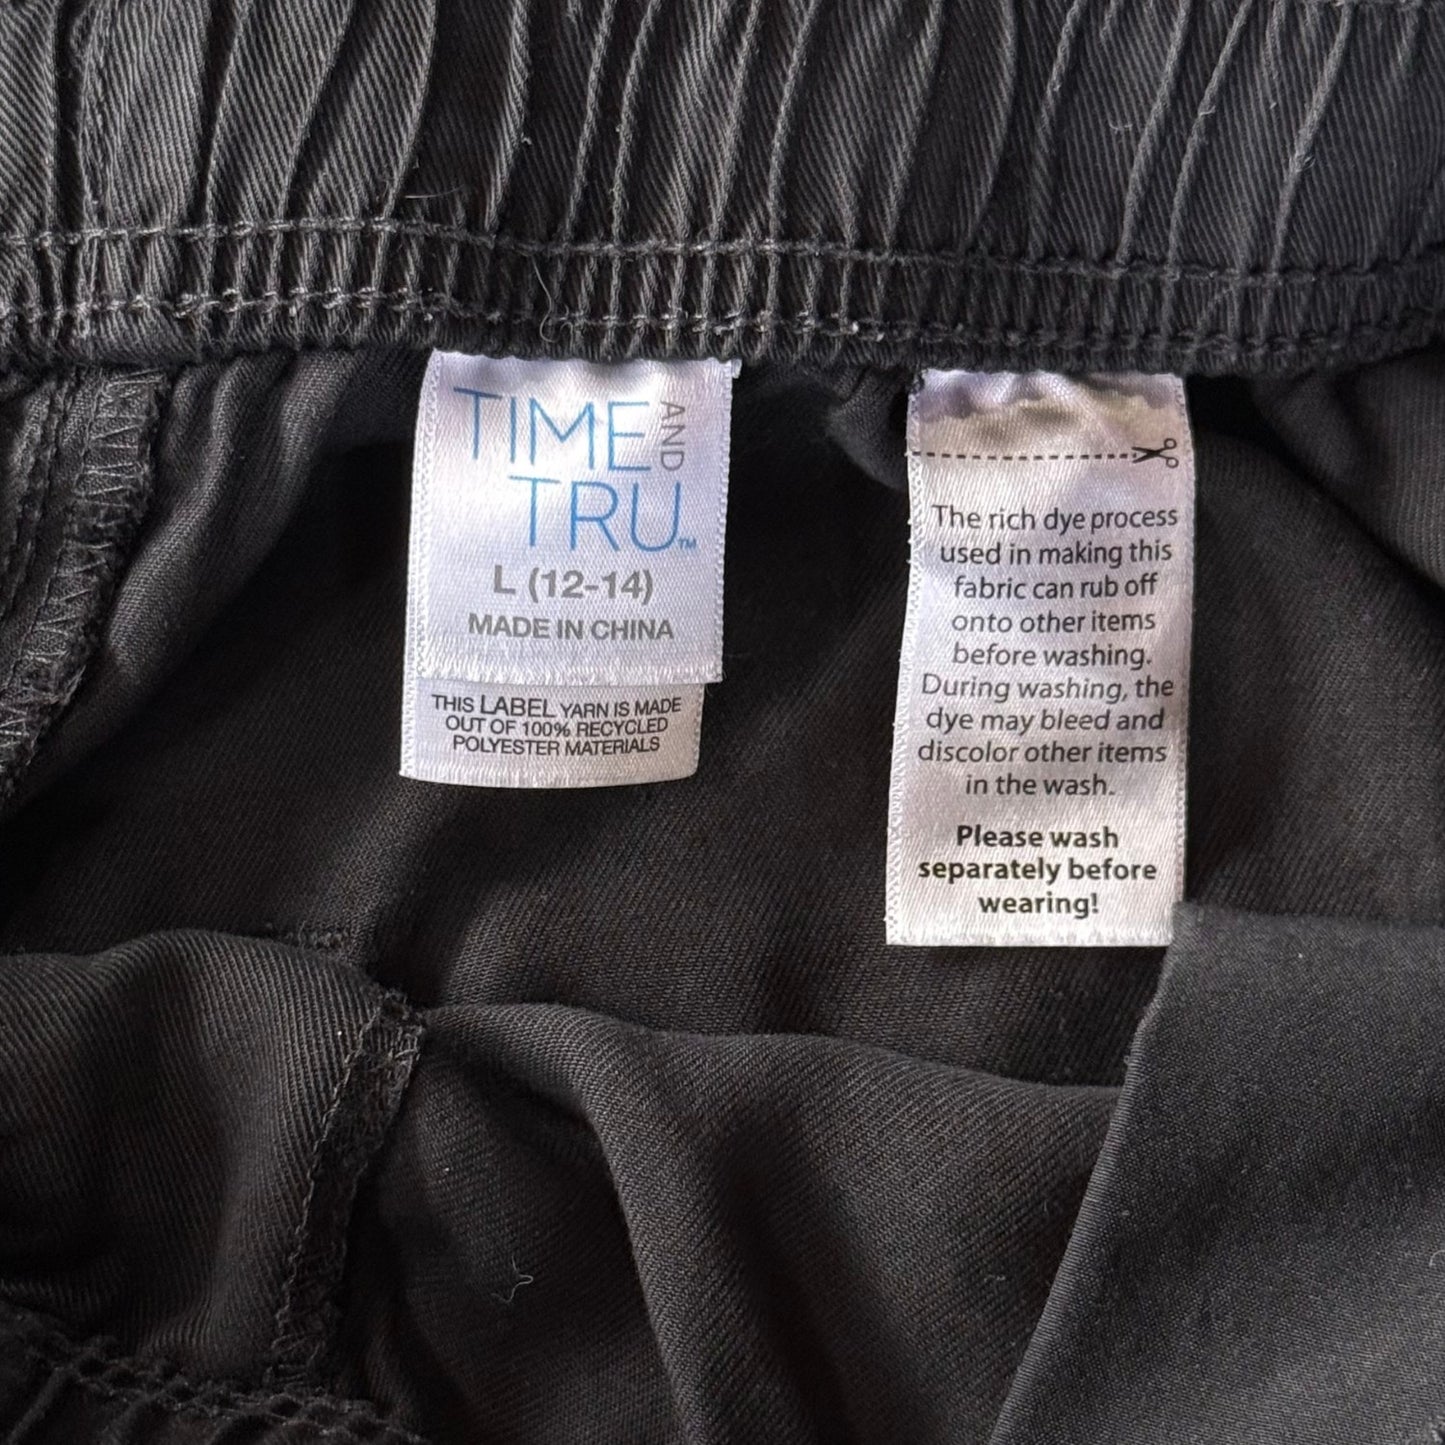 TIME AND
TRU™
L (12-14)
MADE IN CHINA
THIS LABEL YARN IS MADE
OUT OF 100% RECYCLED
POLYESTER MATERIALS
The rich dye process
used in making this
fabric can rub off
onto other items
before washing.
During washing, the
dye may bleed and
discolor other items
in the wash.
Please wash
separately before
wearing!